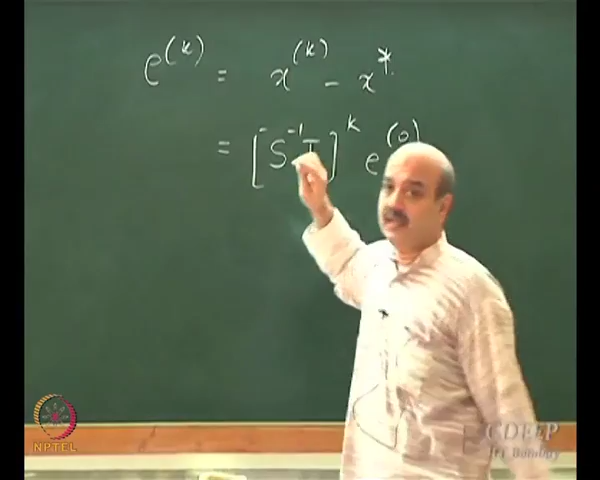 e^(k) = x^(k) - x*
= [S^-1 T]^k e^(0)
NPTEL
CDEEP
IIT Bombay